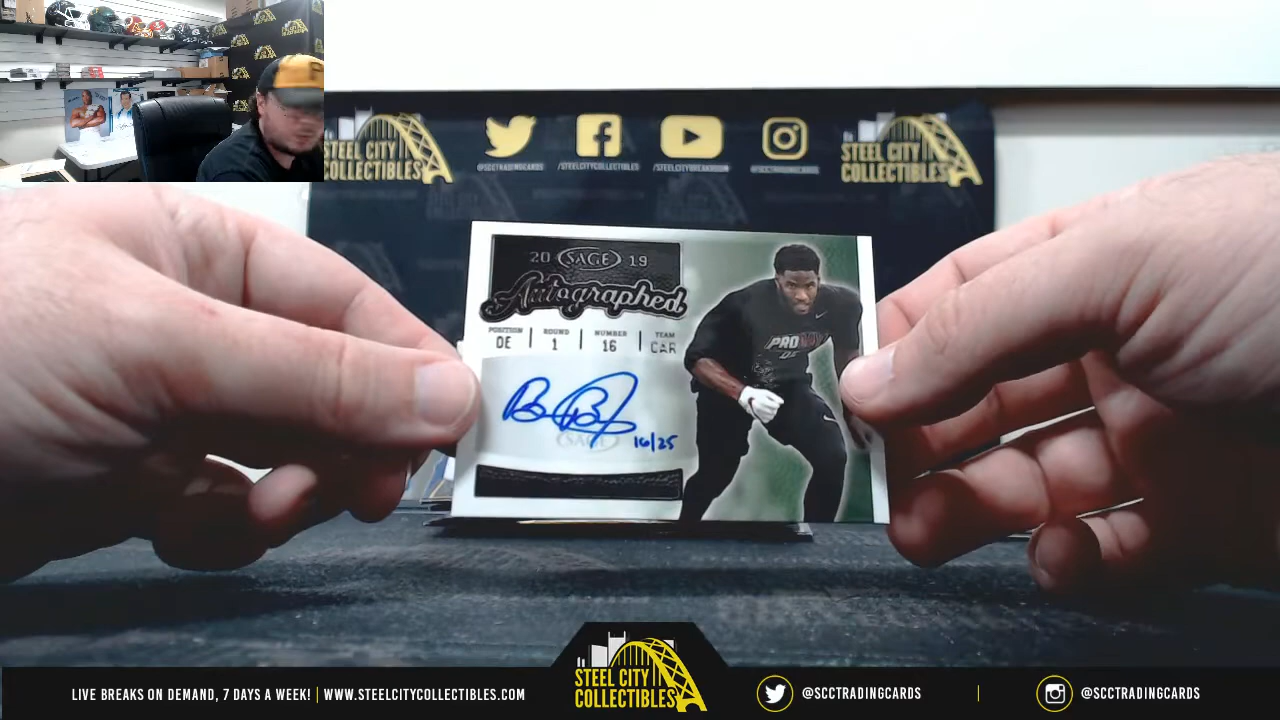 STEEL CITY
COLLECTIBLES
@SCCTRADINGCARDS
/STEELCITYCOLLECTIBLES
/STEELCITYBREAKROOM
@SCCTRADINGCARDS
STEEL CITY
COLLECTIBLES
20 SAGE 19
Autographed
POSITION ROUND NUMBER TEAM
DE 1 16 CAR
SAGE
16/25
PRO
STEEL CITY
COLLECTIBLES
LIVE BREAKS ON DEMAND, 7 DAYS A WEEK! | WWW.STEELCITYCOLLECTIBLES.COM
@SCCTRADINGCARDS
@SCCTRADINGCARDS